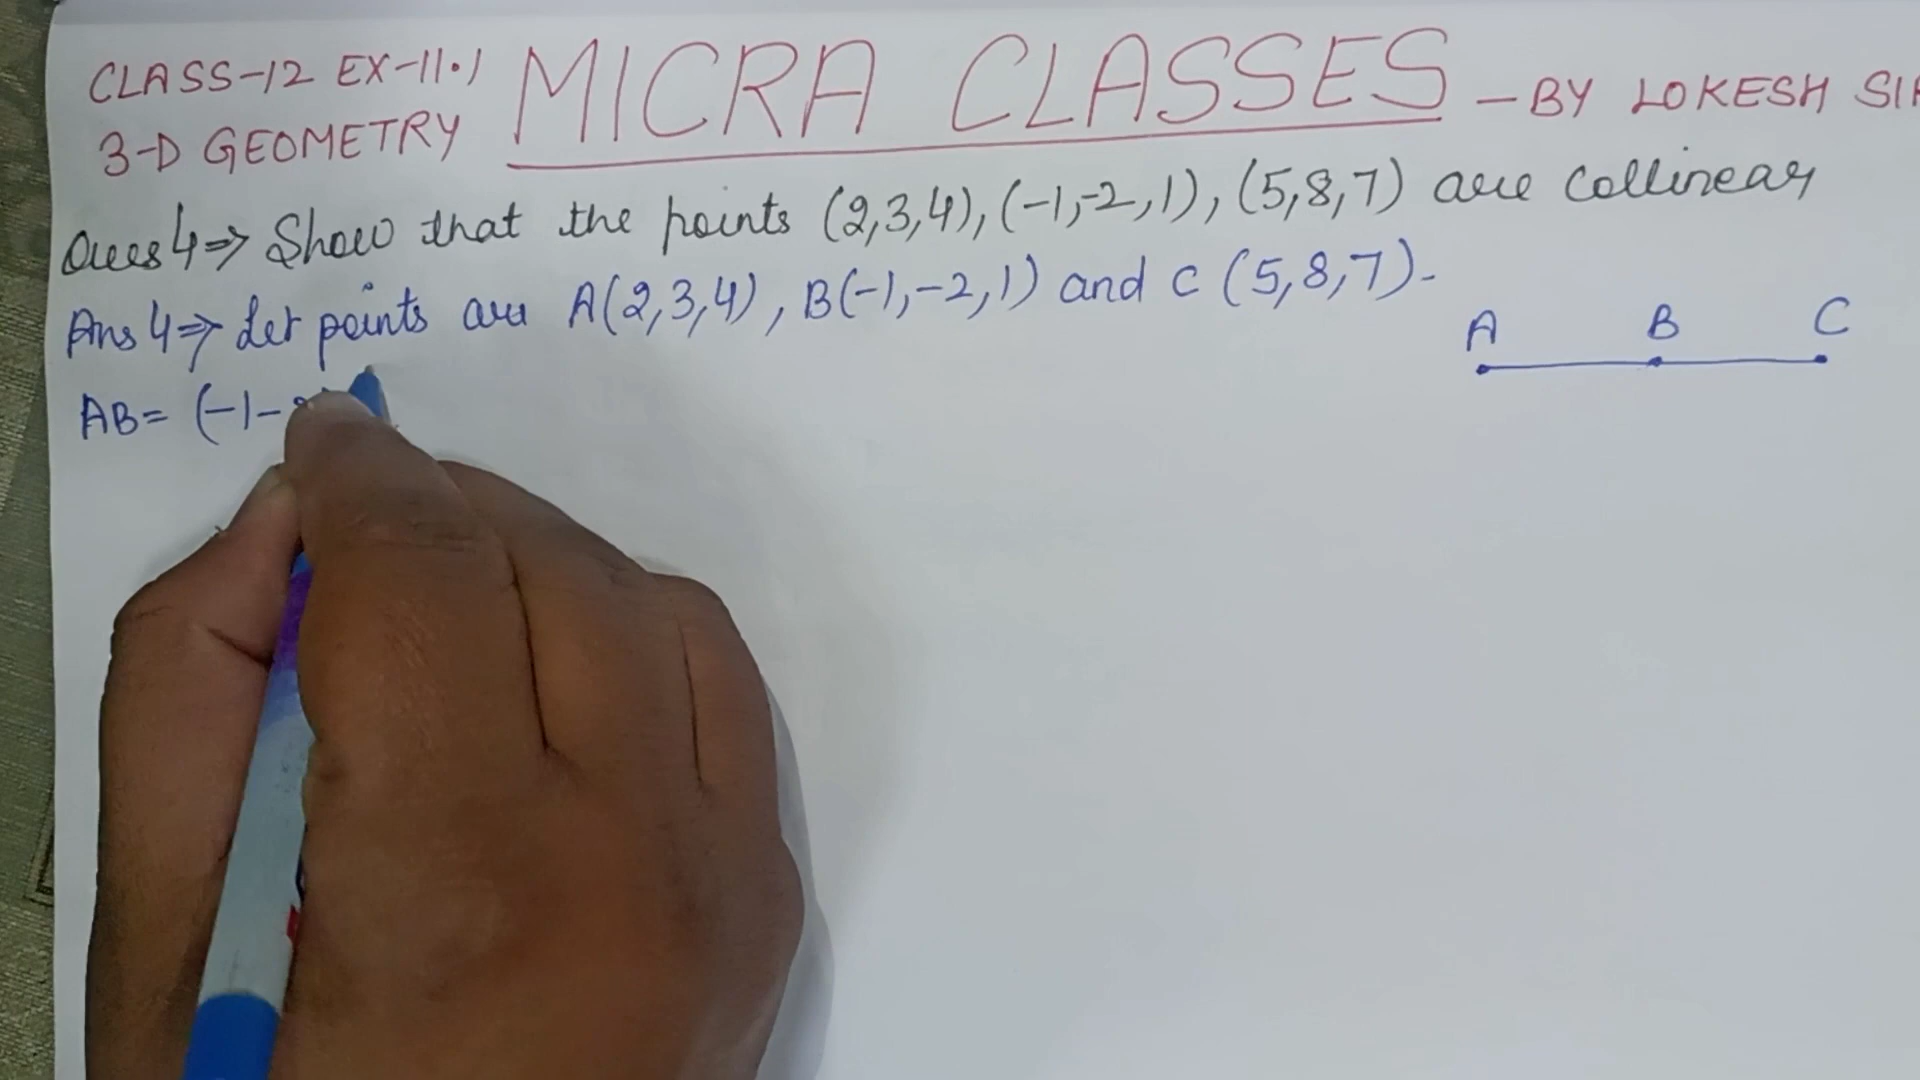 CLASS-12 EX-11.1 MICRA CLASSES - BY LOKESH
3-D GEOMETRY
Ques 4⇒ Show that the points (2,3,4), (-1,-2,1), (5,8,7) are collinear
Ans 4⇒ Let points are A(2,3,4), B(-1,-2,1) and C (5,8,7).
A B C
AB= (-1-